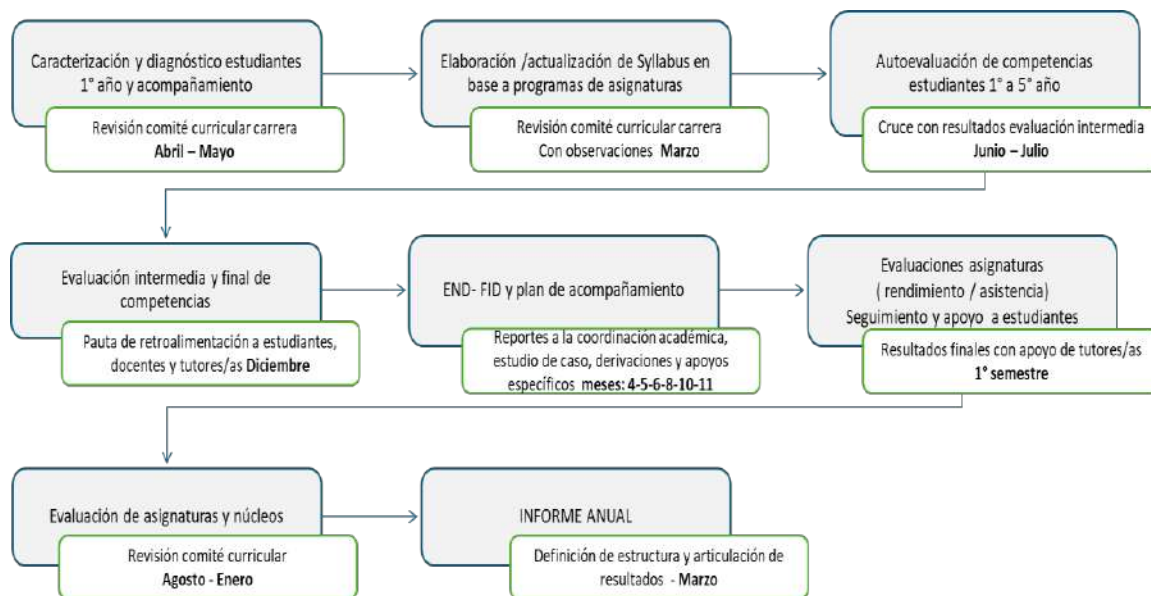 Caracterización y diagnóstico estudiantes
1° año y acompañamiento
Revisión comité curricular carrera
Abril – Mayo
Elaboración /actualización de Syllabus en
base a programas de asignaturas
Revisión comité curricular carrera
Con observaciones Marzo
Autoevaluación de competencias
estudiantes 1° a 5° año
Cruce con resultados evaluación intermedia
Junio – Julio
Evaluación intermedia y final de
competencias
Pauta de retroalimentación a estudiantes,
docentes y tutores/as Diciembre
END- FID y plan de acompañamiento
Reportes a la coordinación académica,
estudio de caso, derivaciones y apoyos
específicos meses: 4-5-6-8-10-11
Evaluaciones asignaturas
( rendimiento / asistencia)
Seguimiento y apoyo a estudiantes
Resultados finales con apoyo de tutores/as
1° semestre
Evaluación de asignaturas y núcleos
Revisión comité curricular
Agosto - Enero
INFORME ANUAL
Definición de estructura y articulación de
resultados - Marzo